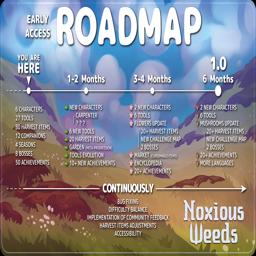 EARLY
ACCESS
ROADMAP
YOU ARE
HERE
1-2 Months
3-4 Months
1.0
6 Months
6 CHARACTERS
27 TOOLS
80 HARVEST ITEMS
12 COMPANIONS
4 SEASONS
8 BOSSES
50 ACHIEVEMENTS
NEW CHARACTERS
CARPENTER
? ? ?
6 NEW TOOLS
20 HARVEST ITEMS
GARDEN
TOOLS EVOLUTION
10+ NEW ACHIEVEMENTS
2 NEW CHARACTERS
6 TOOLS
FLOWERS UPDATE
20+ HARVEST ITEMS
NEW CHALLENGE MAP
2 BOSSES
MARKET
ENCYCLOPEDIA
20+ ACHIEVEMENTS
2 NEW CHARACTERS
6 TOOLS
MUSHROOMS UPDATE
20+ HARVEST ITEMS
NEW CHALLENGE MAP
2 BOSSES
20+ ACHIEVEMENTS
MORE LANGUAGES
CONTINUOUSLY
BUG FIXING
DIFFICULTY BALANCE
IMPLEMENTATION OF COMMUNITY FEEDBACK
HARVEST ITEMS ADJUSTMENTS
ACCESSIBILITY
Noxious
Weeds